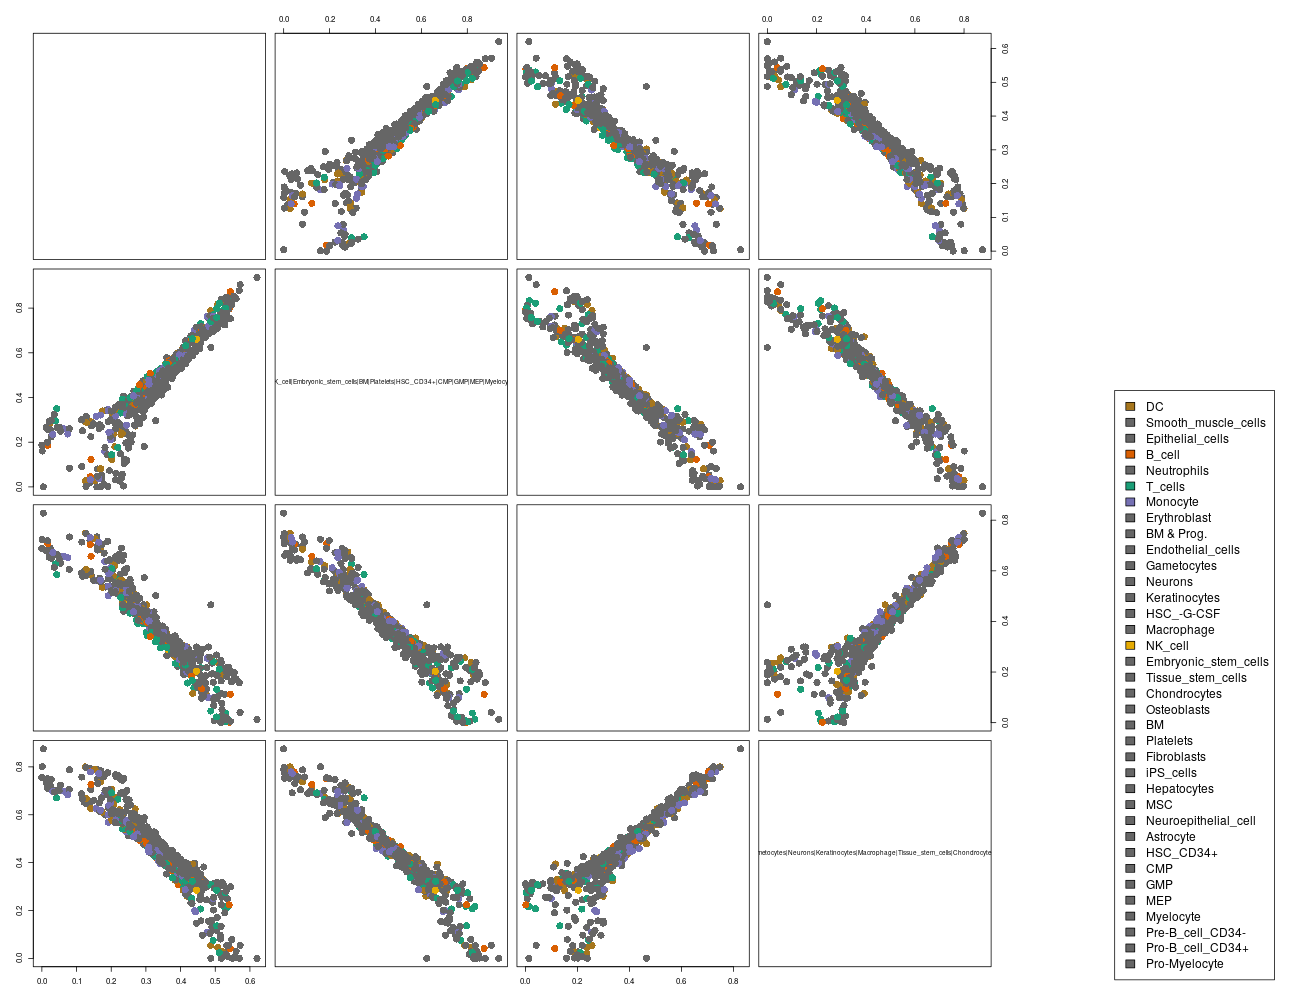 0.0 0.4 0.8
0.0 0.2 0.4 0.6 0.8
0.0 0.1 0.2 0.3 0.4 0.5 0.6
0.0 0.2 0.4 0.6 0.8
_cell|Embryonic_stem_cells|BM|Platelets|HSC_CD34+|CMP|GMP|MEP|Myelocy
0.0 0.2 0.4 0.6 0.8
0.0 0.2 0.4 0.6 0.8
netocytes|Neurons|Keratinocytes|Macrophage|Tissue_stem_cells|Chondrocyte
0.0 0.1 0.2 0.3 0.4 0.5 0.6
0.0 0.2 0.4 0.6 0.8
DC
Smooth_muscle_cells
Epithelial_cells
B_cell
Neutrophils
T_cells
Monocyte
Erythroblast
BM & Prog.
Endothelial_cells
Gametocytes
Neurons
Keratinocytes
HSC_-G-CSF
Macrophage
NK_cell
Embryonic_stem_cells
Tissue_stem_cells
Chondrocytes
Osteoblasts
BM
Platelets
Fibroblasts
iPS_cells
Hepatocytes
MSC
Neuroepithelial_cell
Astrocyte
HSC_CD34+
CMP
GMP
MEP
Myelocyte
Pre-B_cell_CD34-
Pro-B_cell_CD34+
Pro-Myelocyte